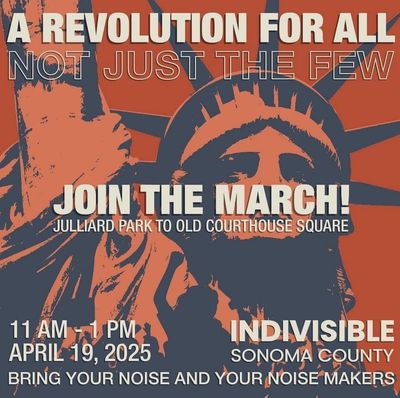 A REVOLUTION FOR ALL
NOT JUST THE FEW
JOIN THE MARCH!
JULLIARD PARK TO OLD COURTHOUSE SQUARE
11 AM - 1 PM
APRIL 19, 2025
INDIVISIBLE
SONOMA COUNTY
BRING YOUR NOISE AND YOUR NOISE MAKERS